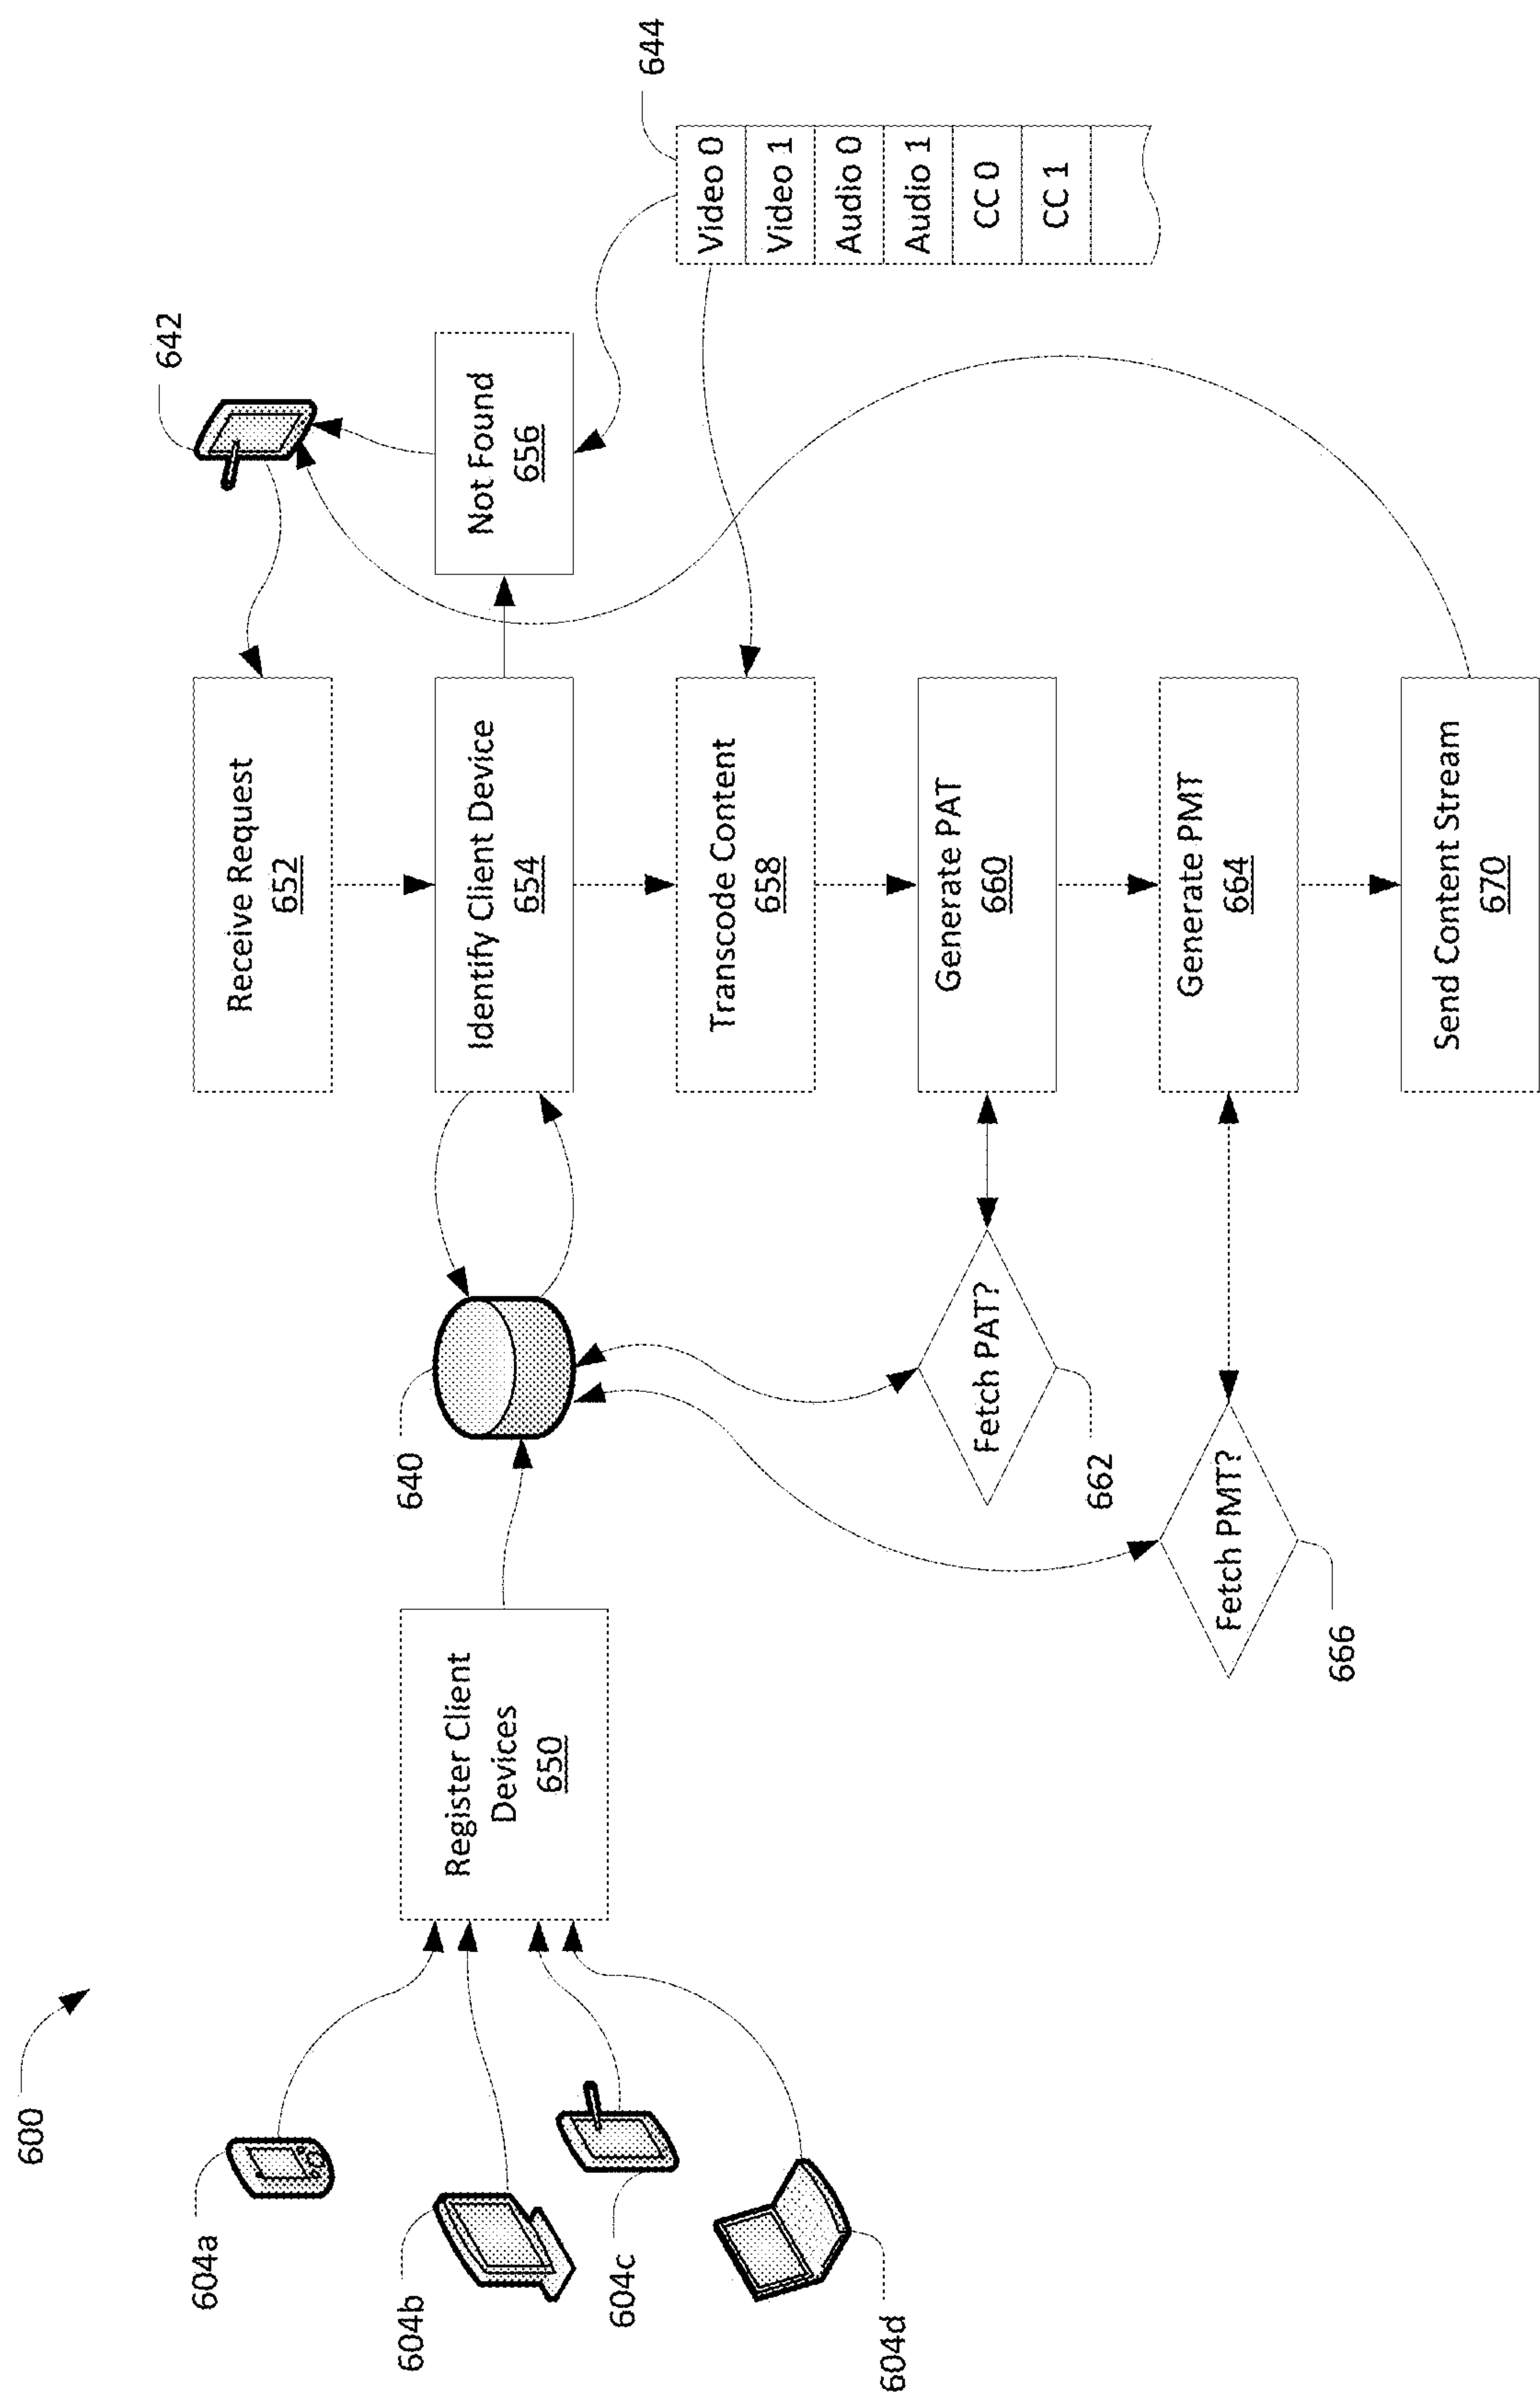 600
604a
604b
604c
604d
Register Client
Devices
650
640
642
Receive Request
652
Identify Client Device
654
Not Found
656
Transcode Content
658
644
Video 0
Video 1
Audio 0
Audio 1
CC 0
CC 1
Generate PAT
660
Fetch PAT?
662
Generate PMT
664
Fetch PMT?
666
Send Content Stream
670